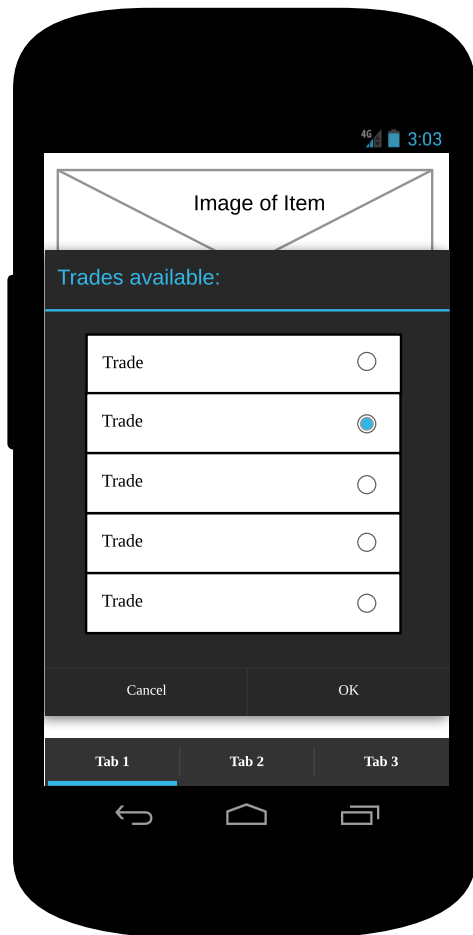 4G 3:03
Image of Item
Trades available:
Trade
Trade
Trade
Trade
Trade
Cancel OK
Tab 1 Tab 2 Tab 3